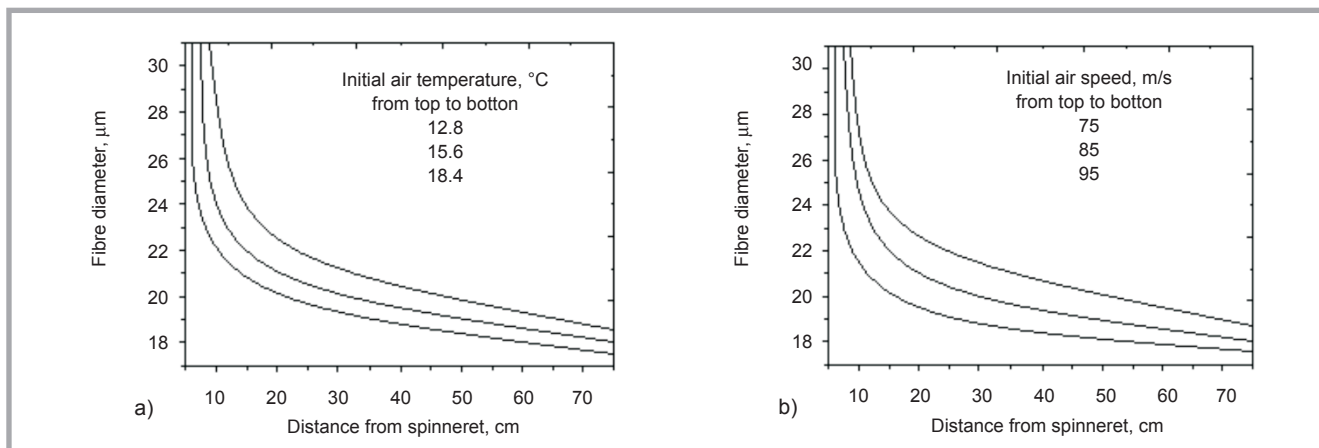 30
28
26
24
22
20
18
Fibre diameter, μm
Initial air temperature, °C
from top to botton
12.8
15.6
18.4
10 20 30 40 50 60 70
Distance from spinneret, cm
a)
30
28
26
24
22
20
18
Fibre diameter, μm
Initial air speed, m/s
from top to botton
75
85
95
10 20 30 40 50 60 70
Distance from spinneret, cm
b)